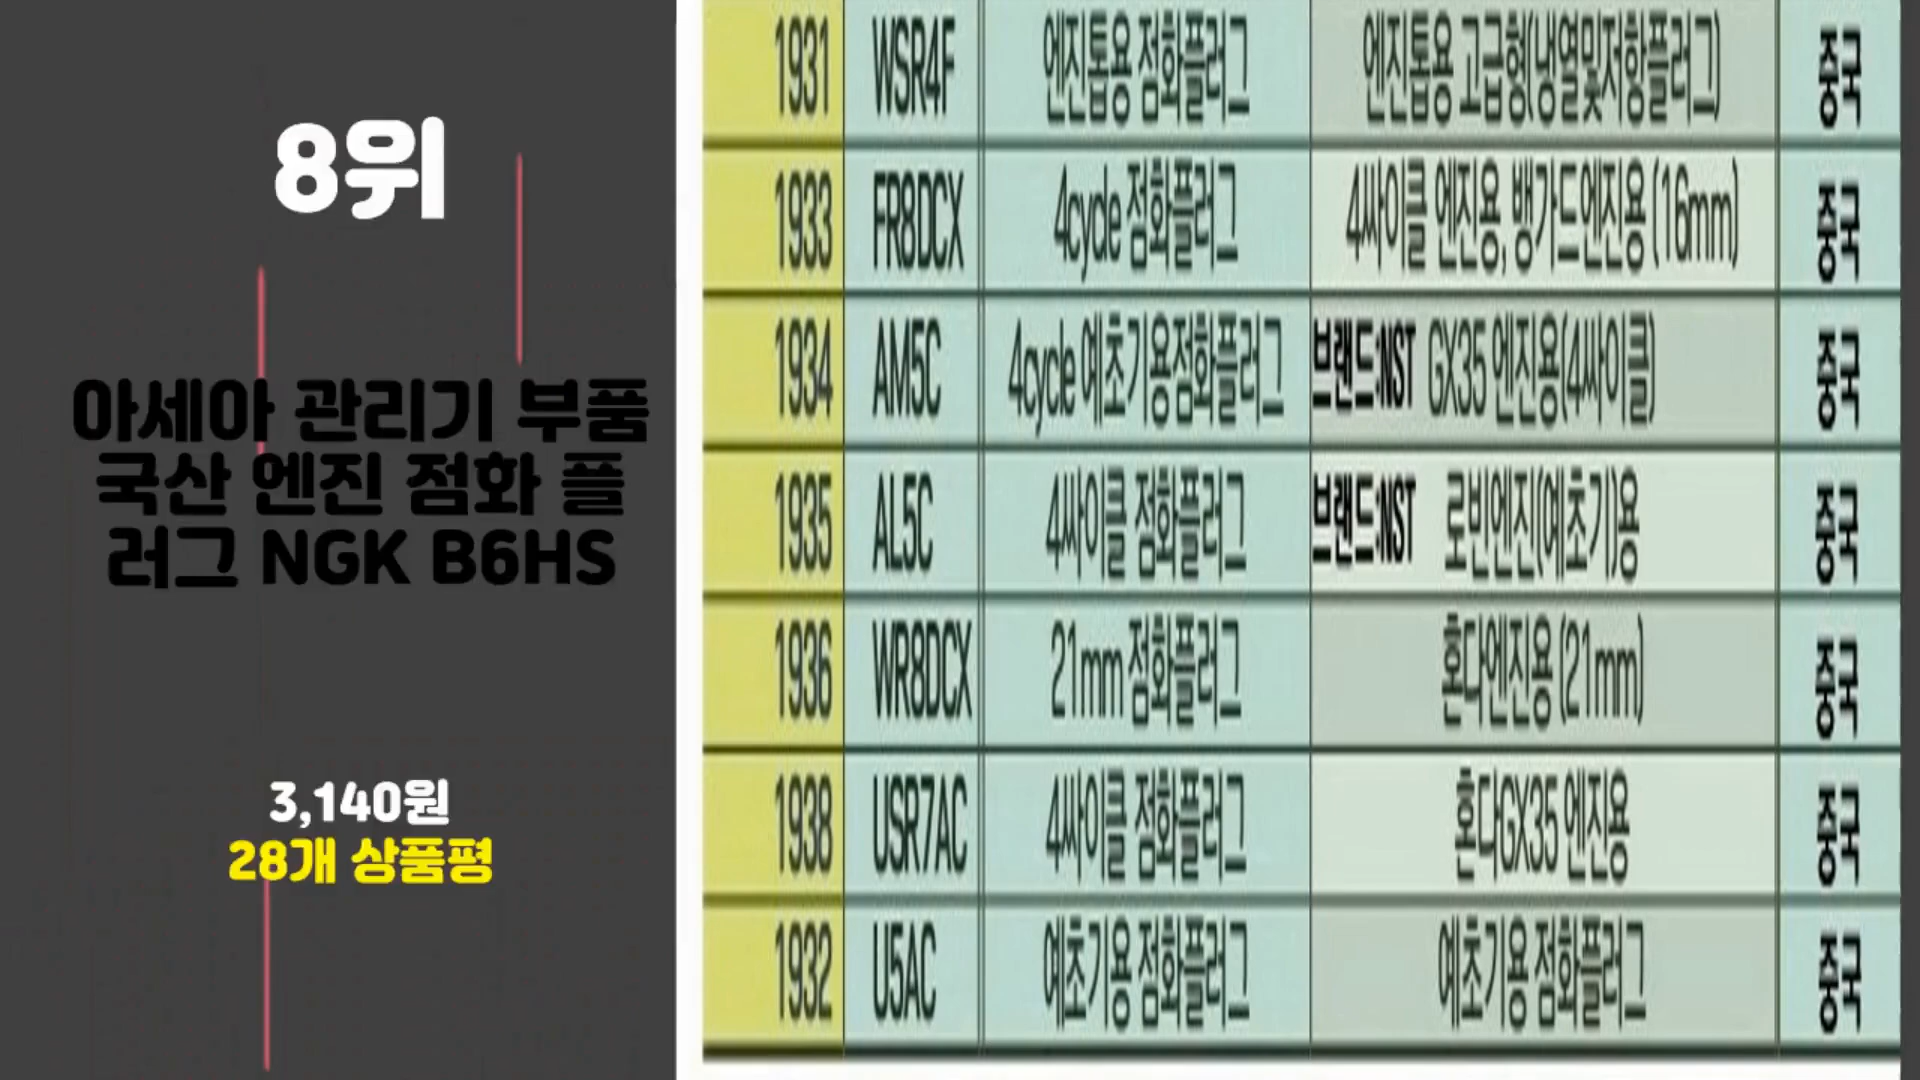 8위
아세아 관리기 부품
국산 엔진 점화 플
러그 NGK B6HS
3,140원
28개 상품평
1931 WSR4F 엔진톱용 점화플러그 엔진톱용 고급형(냉열및저항플러그) 중국
1933 FR8DCX 4cycle 점화플러그 4싸이클 엔진용, 뱅가드엔진용 (16mm) 중국
1934 AM5C 4cycle 예초기용점화플러그 브랜드:NST GX35 엔진용(4싸이클) 중국
1935 AL5C 4싸이클 점화플러그 브랜드:NST 로빈엔진(예초기)용 중국
1936 WR8DCX 21mm 점화플러그 혼다엔진용 (21mm) 중국
1938 USR7AC 4싸이클 점화플러그 혼다GX35 엔진용 중국
1932 U5AC 예초기용 점화플러그 예초기용 점화플러그 중국